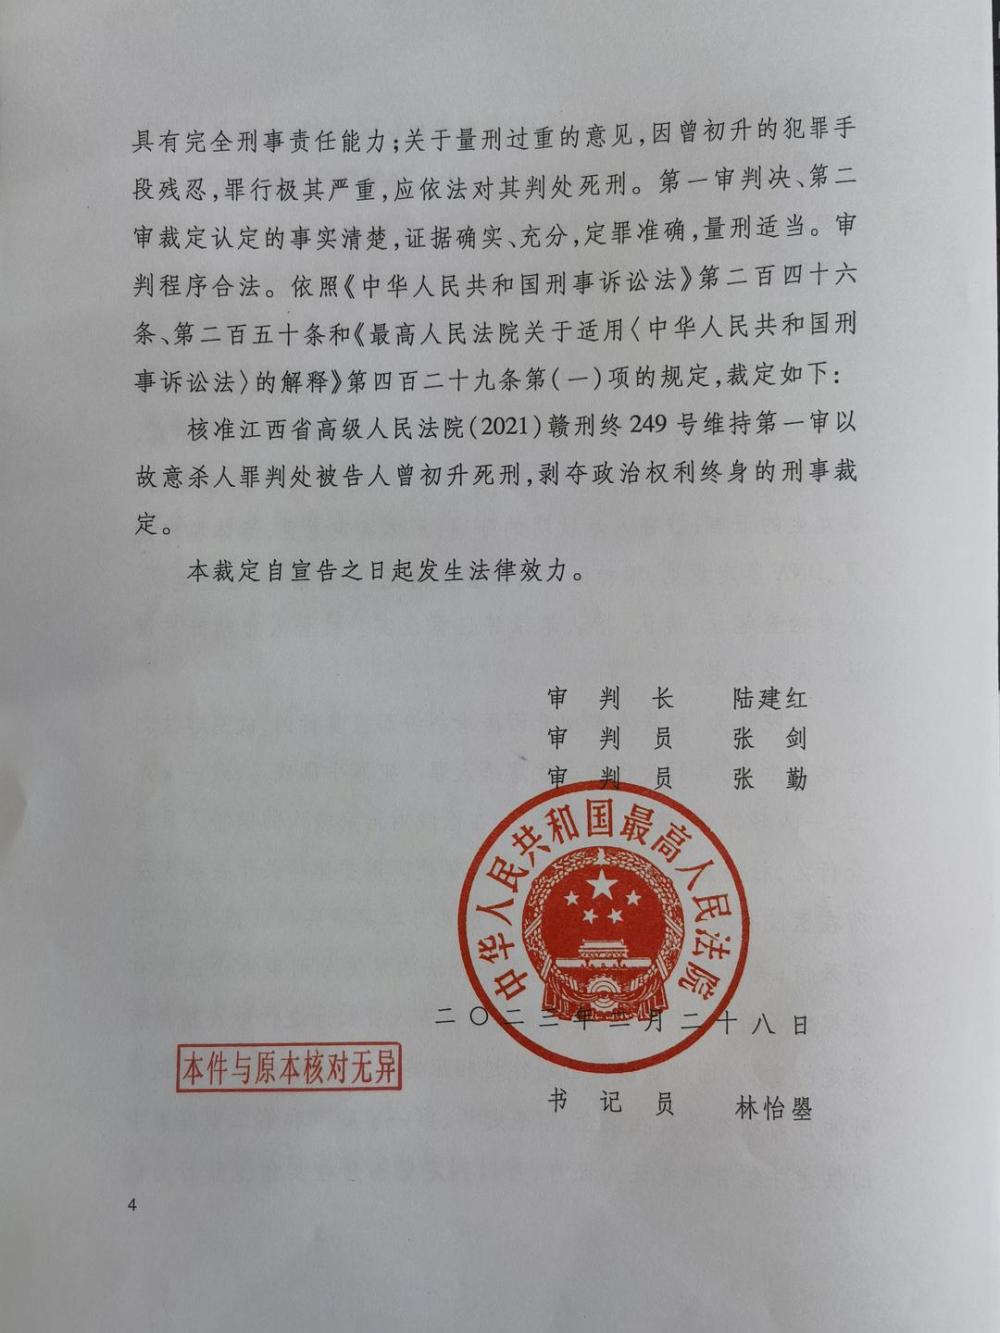 具有完全刑事责任能力;关于量刑过重的意见,因曾初升的犯罪手
段残忍,罪行极其严重,应依法对其判处死刑。第一审判决、第二
审裁定认定的事实清楚,证据确实、充分,定罪准确,量刑适当。审
判程序合法。依照《中华人民共和国刑事诉讼法》第二百四十六
条、第二百五十条和《最高人民法院关于适用〈中华人民共和国刑
事诉讼法〉的解释》第四百二十九条第(一)项的规定,裁定如下:
核准江西省高级人民法院(2021)赣刑终 249 号维持第一审以
故意杀人罪判处被告人曾初升死刑,剥夺政治权利终身的刑事裁
定。
本裁定自宣告之日起发生法律效力。
审 判 长 陆建红
审 判 员 张 剑
审 判 员 张 勤
中华人民共和国最高人民法院
二〇二三年二月二十八日
本件与原本核对无异
书 记 员 林怡曌
4